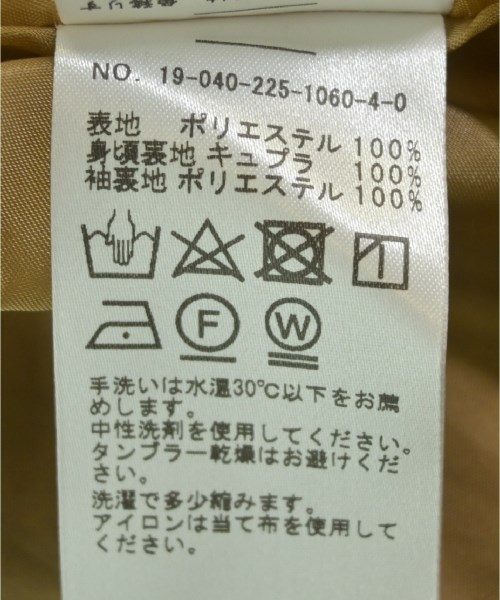 NO. 19-040-225-1060-4-0
表地 ポリエステル 100%
身頃裏地 キュプラ 100%
袖裏地 ポリエステル 100%
F W
手洗いは水温30℃以下をお薦
めします。
中性洗剤を使用してください。
タンブラー乾燥はお避けくだ
さい。
洗濯で多少縮みます。
アイロンは当て布を使用して
ください。